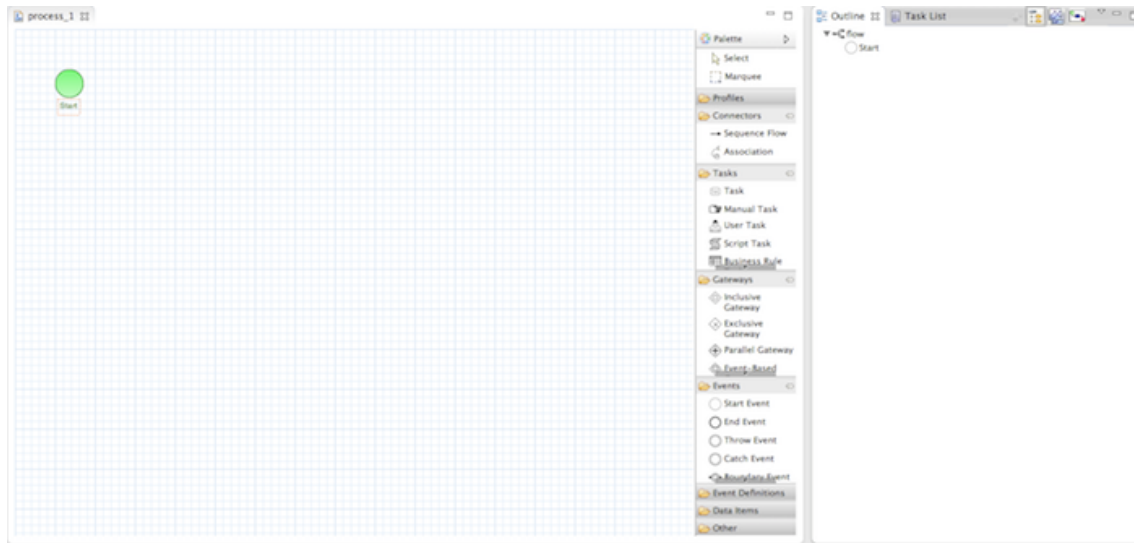 process_1
Start
Palette
Select
Marquee
Profiles
Connectors
Sequence Flow
Association
Tasks
Task
Manual Task
User Task
Script Task
Business Rule
Gateways
Inclusive
Gateway
Exclusive
Gateway
Parallel Gateway
Event-Based
Events
Start Event
End Event
Throw Event
Catch Event
Boundary Event
Event Definitions
Data Items
Other
Outline
Task List
flow
Start